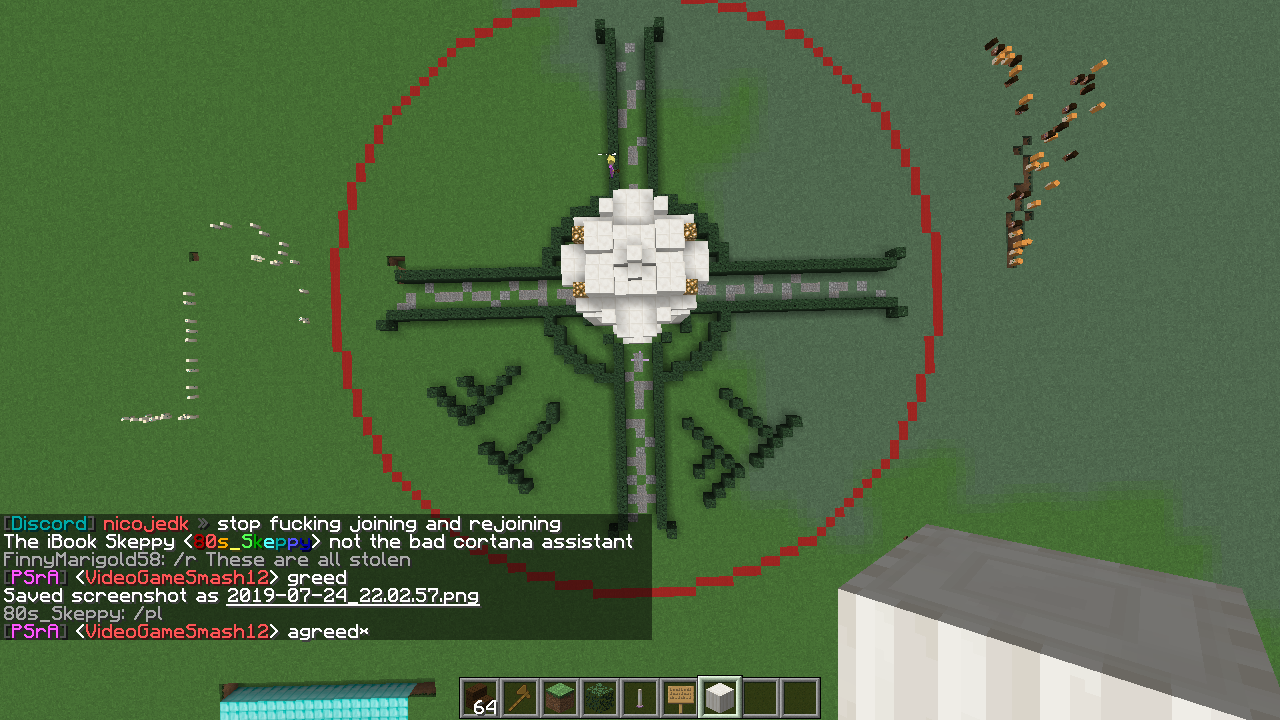 [Discord] nicojedk » stop fucking joining and rejoining
The iBook Skeppy <80s_Skeppy> not the bad cortana assistant
FinnyMarigold58: /r These are all stolen
[PSrA] <VideoGameSmash12> greed
Saved screenshot as 2019-07-24_22.02.57.png
80s_Skeppy: /pl
[PSrA] <VideoGameSmash12> agreed*
64